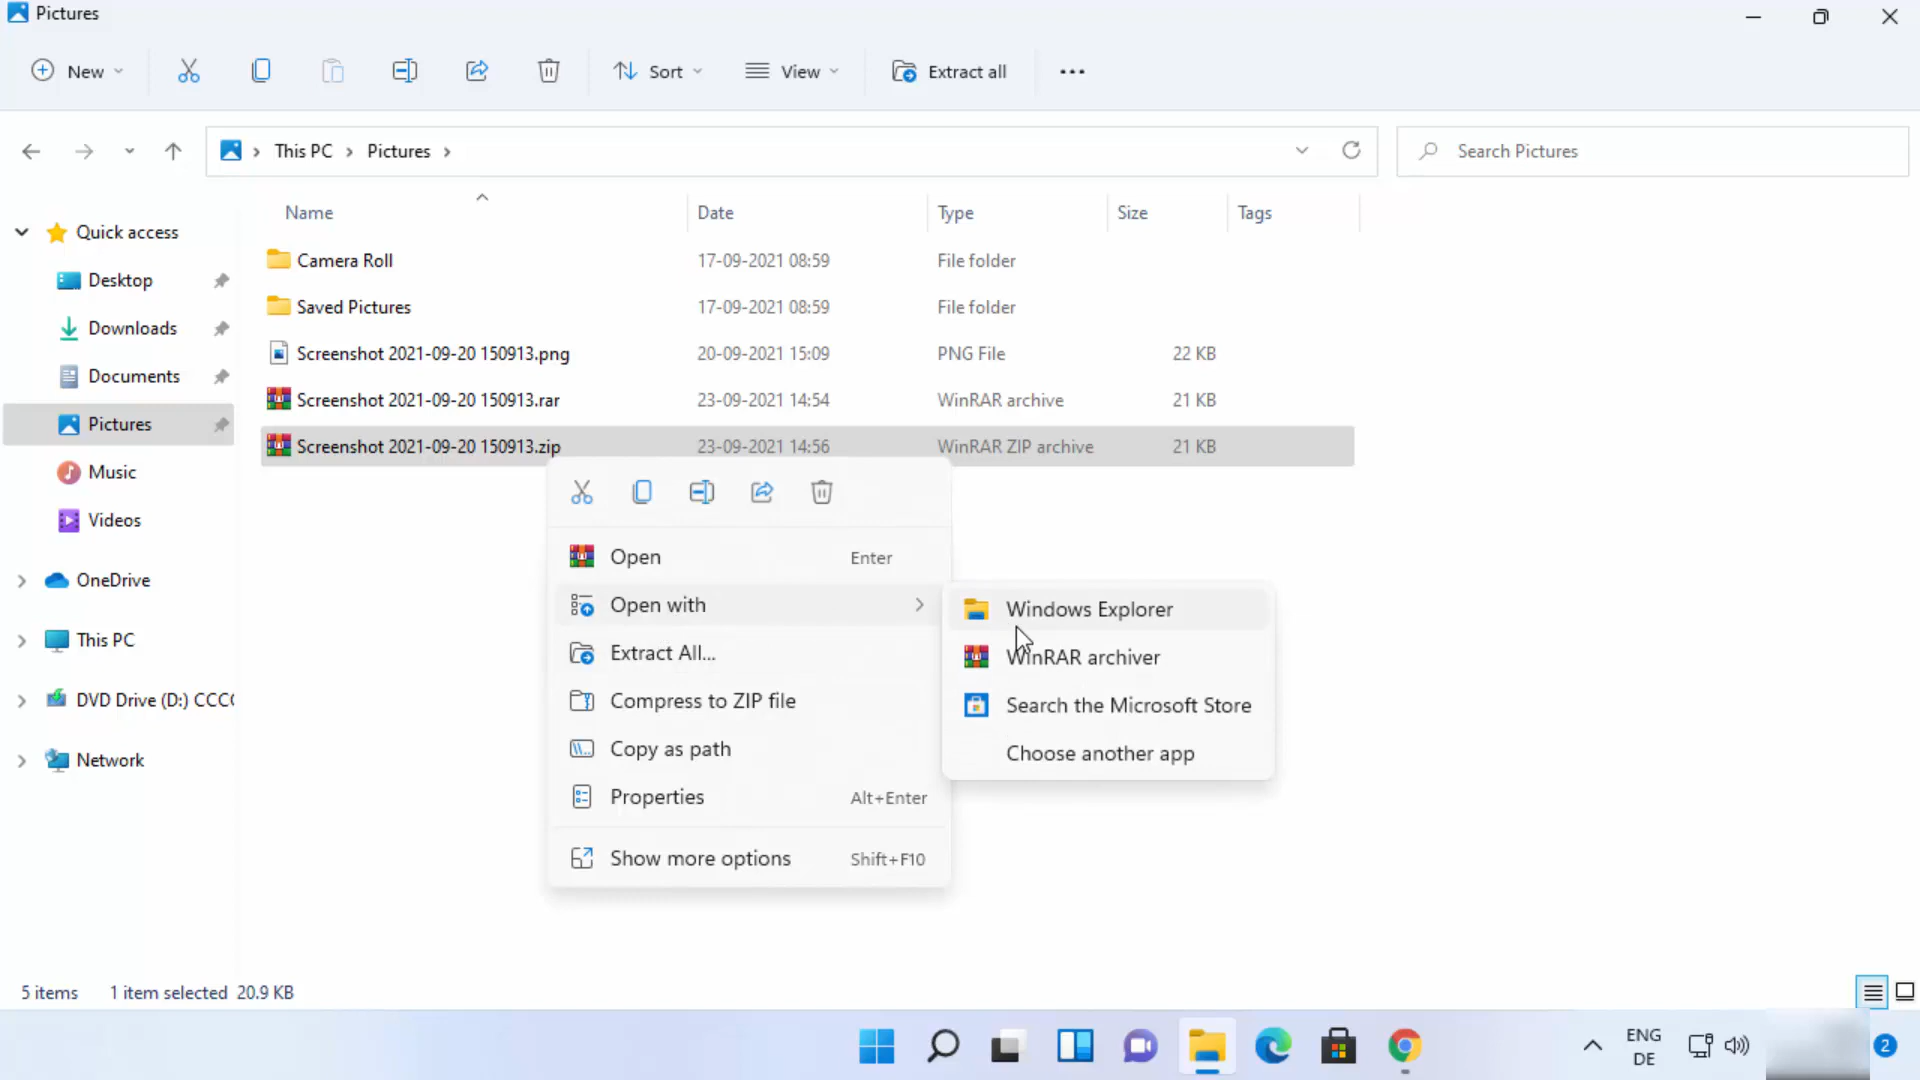 Pictures
New
Sort
View
Extract all
This PC
Pictures
Search Pictures
Name
Date
Type
Size
Tags
Quick access
Desktop
Downloads
Documents
Pictures
Music
Videos
OneDrive
This PC
DVD Drive (D:) CCC
Network
Camera Roll 17-09-2021 08:59 File folder
Saved Pictures 17-09-2021 08:59 File folder
Screenshot 2021-09-20 150913.png 20-09-2021 15:09 PNG File 22 KB
Screenshot 2021-09-20 150913.rar 23-09-2021 14:54 WinRAR archive 21 KB
Screenshot 2021-09-20 150913.zip 23-09-2021 14:56 WinRAR ZIP archive 21 KB
Open Enter
Open with
Extract All...
Compress to ZIP file
Copy as path
Properties Alt+Enter
Show more options Shift+F10
Windows Explorer
WinRAR archiver
Search the Microsoft Store
Choose another app
5 items 1 item selected 20.9 KB
ENG
DE
2